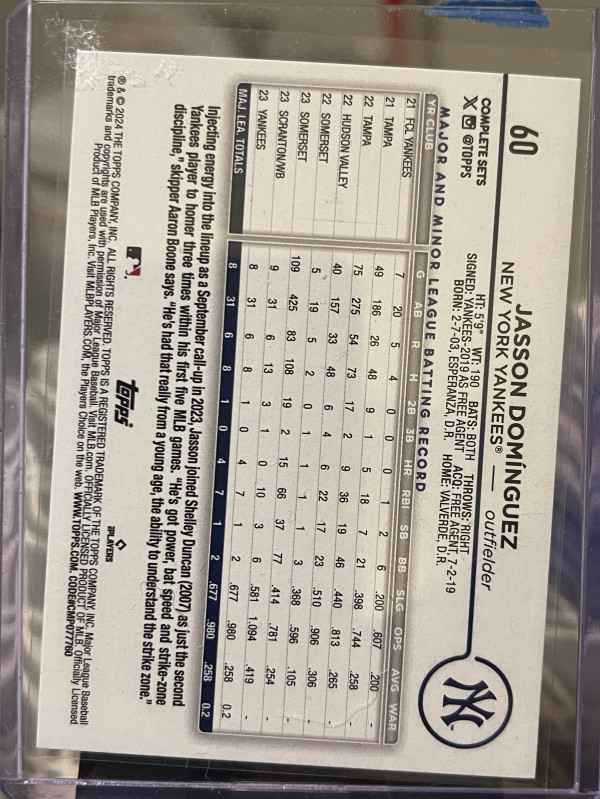 60
COMPLETE SETS
@TOPPS
JASSON DOMÍNGUEZ
NEW YORK YANKEES® — outfielder
HT: 5'9" WT: 190 BATS: BOTH THROWS: RIGHT
SIGNED: YANKEES-2019 AS FREE AGENT ACQ: FREE AGENT, 7-2-19
BORN: 2-7-03, ESPERANZA, D.R. HOME: VALVERDE, D.R.
NY
MAJOR AND MINOR LEAGUE BATTING RECORD
YR CLUB G AB R H 2B 3B HR RBI SB BB SLG OPS AVG WAR
21 FCL YANKEES 7 20 5 4 0 0 0 1 2 6 .200 .607 .200 -
21 TAMPA 49 186 26 48 9 1 5 18 7 21 .398 .744 .258 -
22 TAMPA 75 275 54 73 17 2 9 36 19 46 .440 .813 .265 -
22 HUDSON VALLEY 40 157 33 48 6 4 6 22 17 23 .510 .906 .306 -
22 SOMERSET 5 19 5 2 0 1 1 1 1 3 .368 .596 .105 -
23 SOMERSET 109 425 83 108 19 2 15 66 37 77 .414 .781 .254 -
23 SCRANTON/WB 9 31 6 13 3 1 0 10 3 6 .581 1.094 .419 -
23 YANKEES 8 31 6 8 1 0 4 7 1 2 .677 .980 .258 0.2
MAJ. LEA. TOTALS 8 31 6 8 1 0 4 7 1 2 .677 .980 .258 0.2
Injecting energy into the lineup as a September call-up in 2023, Jasson joined Shelley Duncan (2007) as just the second
Yankees player to homer three times within his first five MLB games. "He's got power, bat speed and strike-zone
discipline," skipper Aaron Boone says. "He's had that really from a young age, the ability to understand the strike zone."
topps
PLAYERS
® & © 2024 THE TOPPS COMPANY, INC. ALL RIGHTS RESERVED. TOPPS IS A REGISTERED TRADEMARK OF THE TOPPS COMPANY, INC. Major League Baseball
trademarks and copyrights are used with permission of Major League Baseball. Visit MLB.com. OFFICIALLY LICENSED PRODUCT OF MLB. Officially Licensed
Product of MLB Players, Inc. Visit MLBPLAYERS.COM, the Players Choice on the web. WWW.TOPPS.COM. CODE#CMP077760